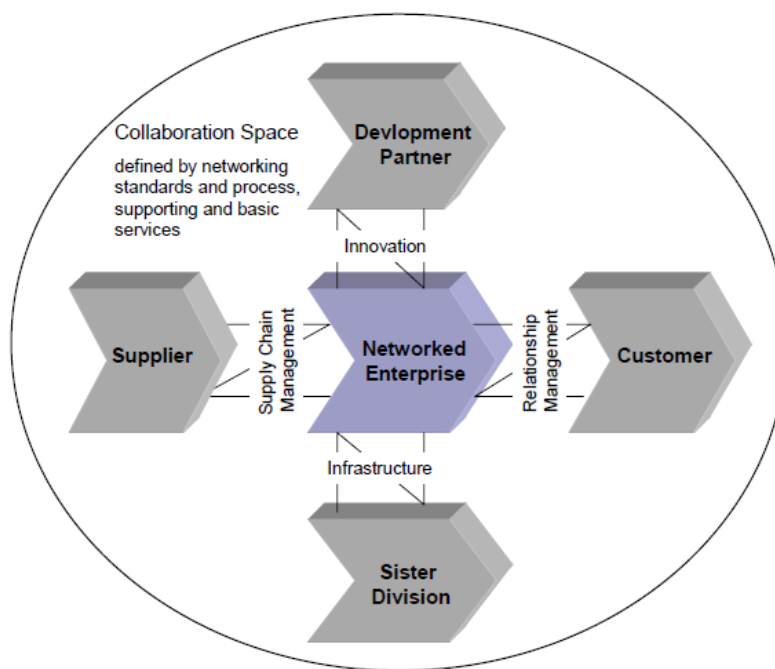 Collaboration Space
defined by networking
standards and process,
supporting and basic
services
Devlopment
Partner
Innovation
Supplier
Supply Chain
Management
Networked
Enterprise
Relationship
Management
Customer
Infrastructure
Sister
Division